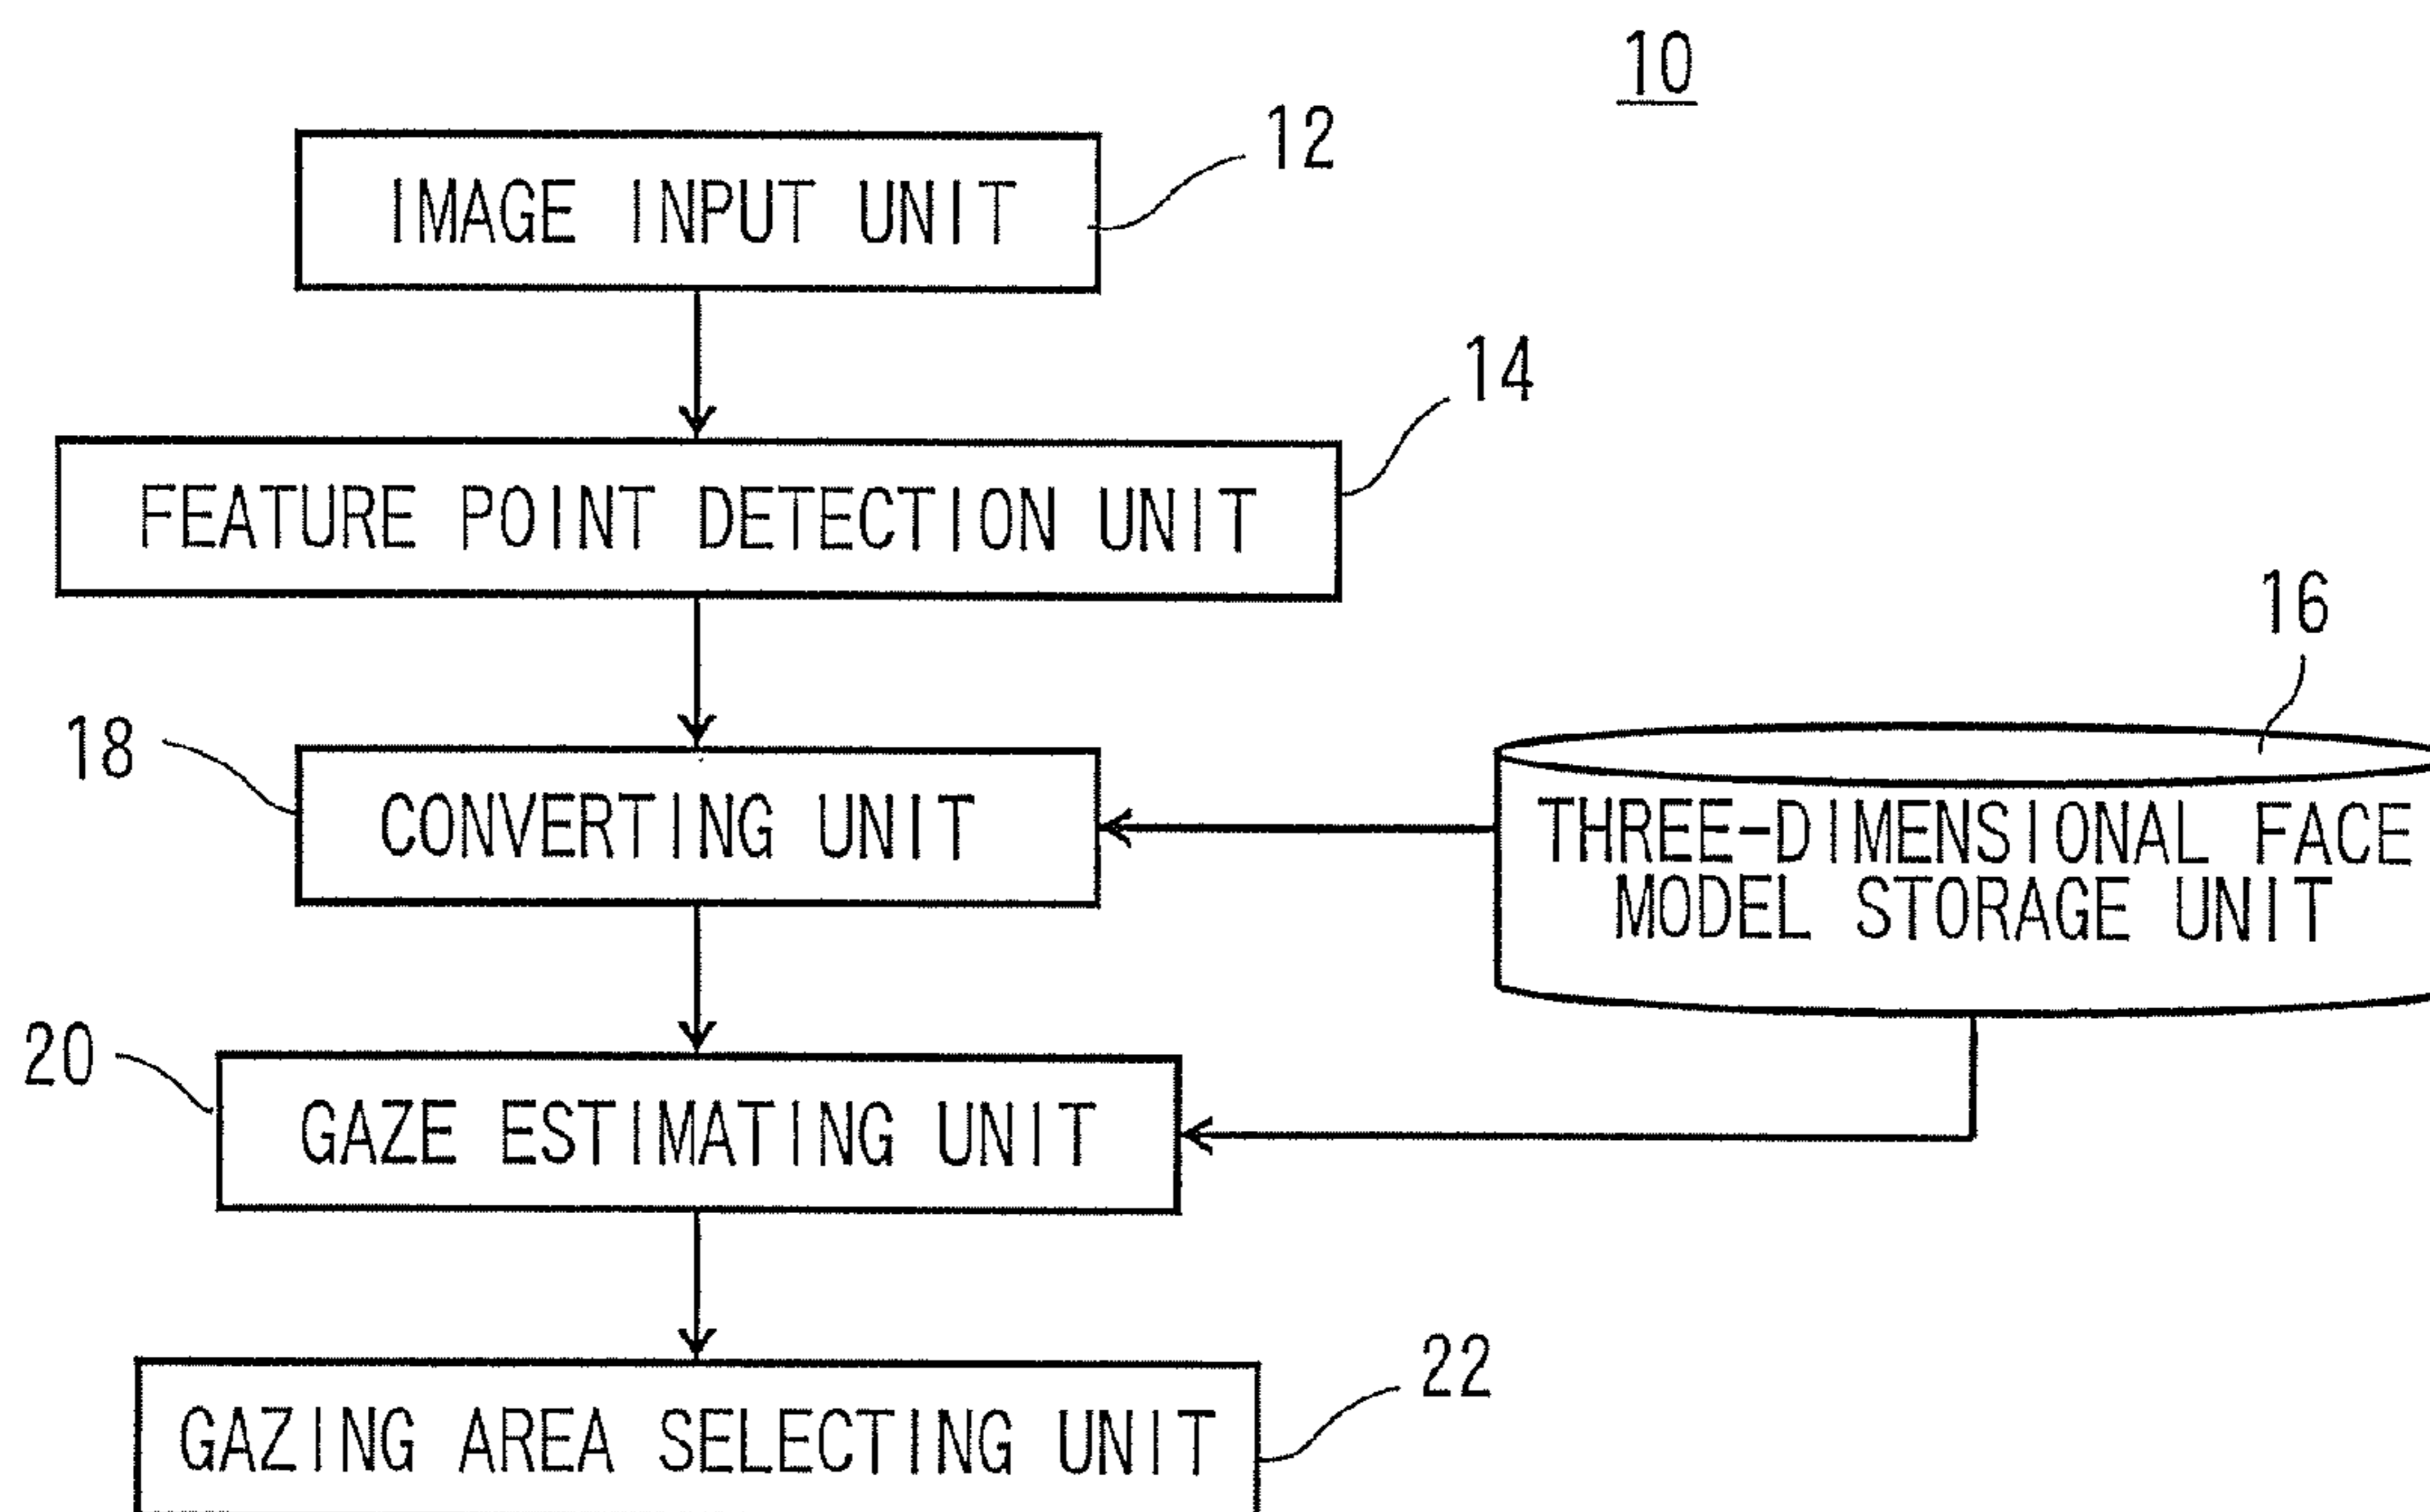 10
12
IMAGE INPUT UNIT
14
FEATURE POINT DETECTION UNIT
16
18
CONVERTING UNIT
THREE-DIMENSIONAL FACE
MODEL STORAGE UNIT
20
GAZE ESTIMATING UNIT
22
GAZING AREA SELECTING UNIT